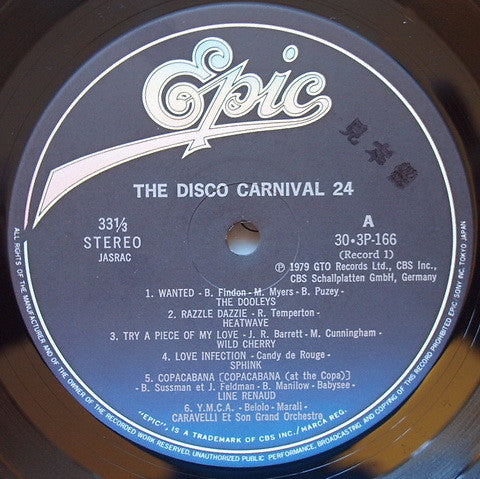 Epic
見本盤
THE DISCO CARNIVAL 24
33⅓
STEREO
JASRAC
A
30・3P-166
(Record 1)
Ⓟ 1979 GTO Records Ltd., CBS Inc.,
CBS Schallplatten GmbH, Germany
1. WANTED - B. Findon - M. Myers - B. Puzey -
THE DOOLEYS
2. RAZZLE DAZZIE - R. Temperton -
HEATWAVE
3. TRY A PIECE OF MY LOVE - J. R. Barrett - M. Cunningham -
WILD CHERRY
4. LOVE INFECTION - Candy de Rouge -
SPHINK
5. COPACABANA [COPACABANA (at the Copa)]
- B. Sussman et J. Feldman - B. Manilow - Babysee -
LINE RENAUD
6. Y.M.C.A. - Belolo - Marali -
CARAVELLI Et Son Grand Orchestre
"EPIC", IS A TRADEMARK OF CBS INC./MARCA REG.
ALL RIGHTS OF THE MANUFACTURER AND OF THE OWNER OF THE RECORDED WORK RESERVED. UNAUTHORIZED PUBLIC PERFORMANCE, BROADCASTING AND COPYING OF THIS RECORD PROHIBITED EPIC/SONY INC. TOKYO JAPAN